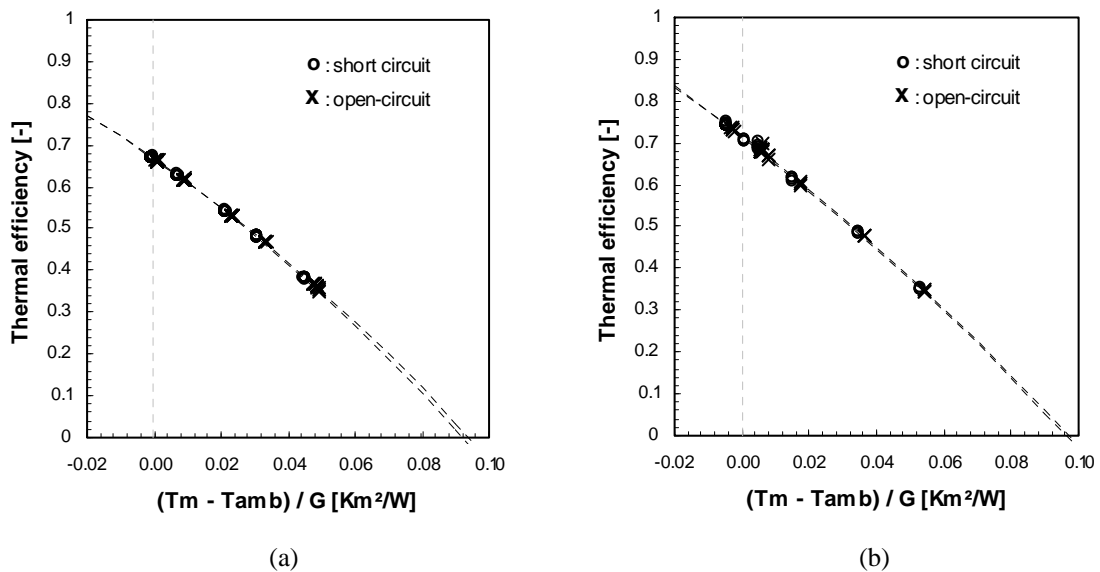 1
0.9
0.8
0.7
0.6
0.5
0.4
0.3
0.2
0.1
0
Thermal efficiency [-]
o : short circuit
x : open-circuit
-0.02 0.00 0.02 0.04 0.06 0.08 0.10
(Tm - Tamb) / G [Km²/W]
(a)
1
0.9
0.8
0.7
0.6
0.5
0.4
0.3
0.2
0.1
0
Thermal efficiency [-]
o : short circuit
x : open-circuit
-0.02 0.00 0.02 0.04 0.06 0.08 0.10
(Tm - Tamb) / G [Km²/W]
(b)